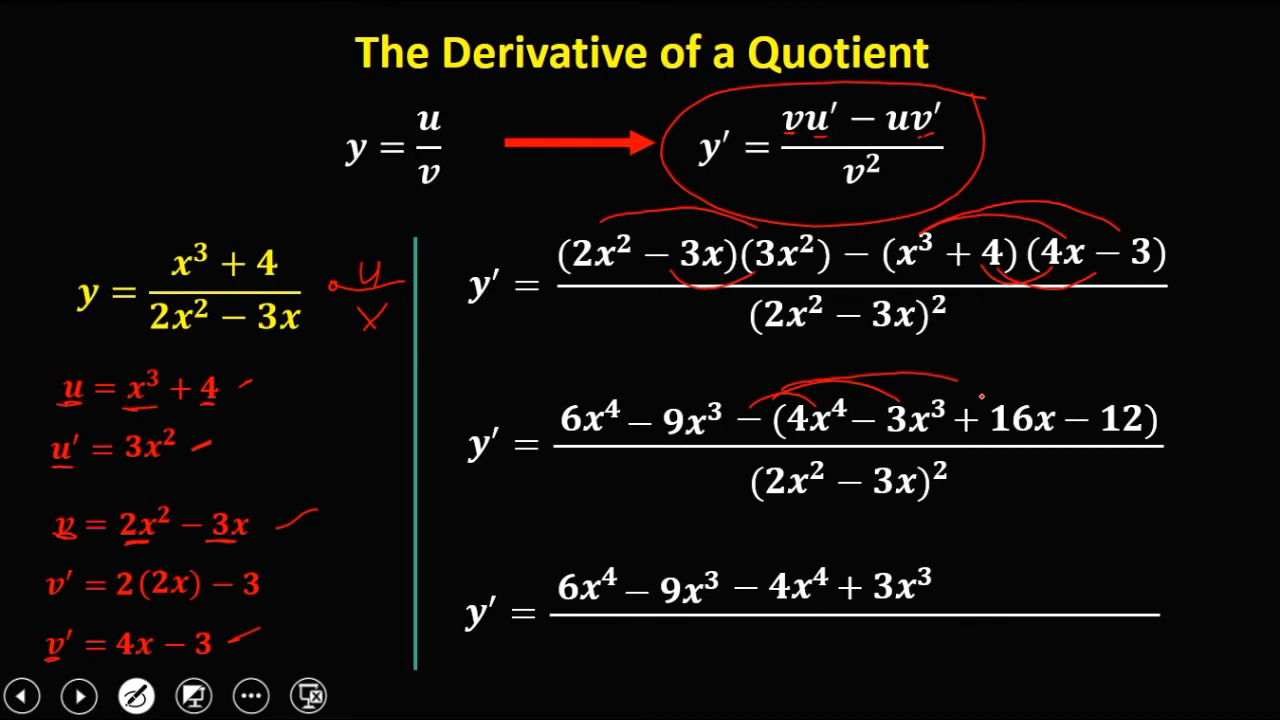 The Derivative of a Quotient
y = u/v
y′ = (vu′ − uv′)/v²
y = (x³ + 4)/(2x² − 3x)
u
x
u = x³ + 4
u′ = 3x²
v = 2x² − 3x
v′ = 2(2x) − 3
v′ = 4x − 3
y′ = ((2x² − 3x)(3x²) − (x³ + 4)(4x − 3))/(2x² − 3x)²
y′ = (6x⁴ − 9x³ − (4x⁴ − 3x³ + 16x − 12))/(2x² − 3x)²
y′ = 6x⁴ − 9x³ − 4x⁴ + 3x³